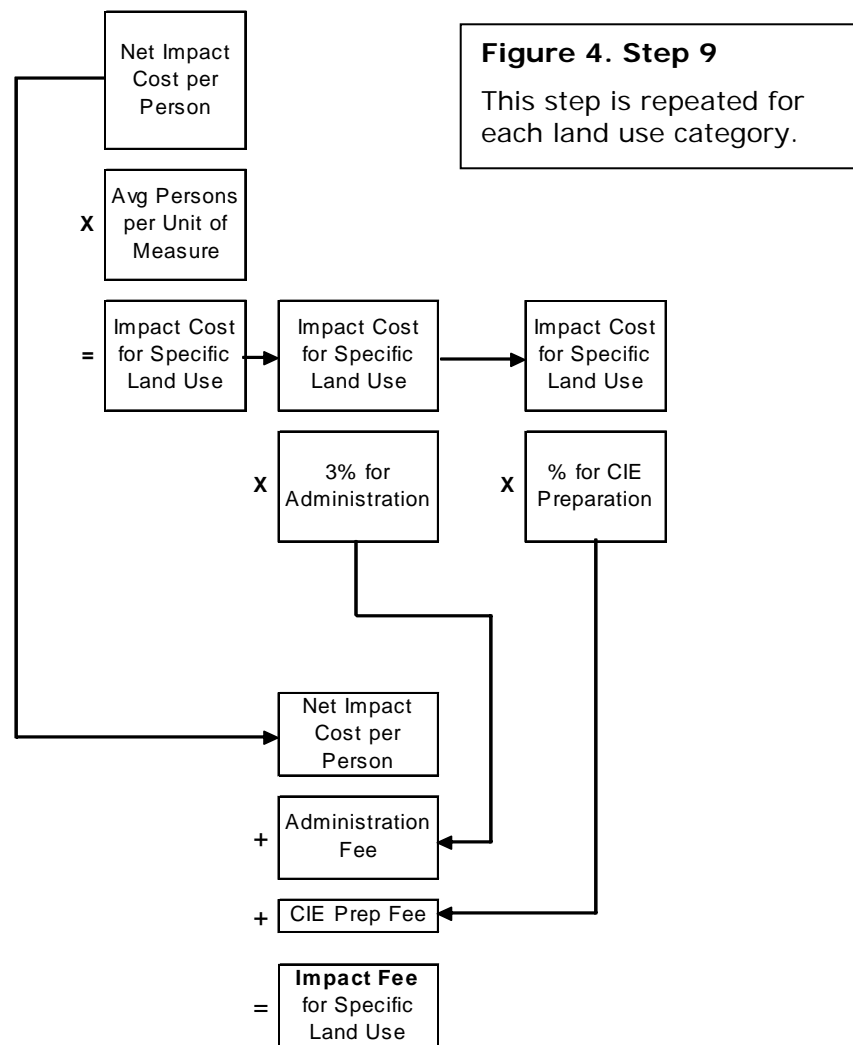 Net Impact
Cost per
Person
Figure 4. Step 9
This step is repeated for
each land use category.
X
Avg Persons
per Unit of
Measure
=
Impact Cost
for Specific
Land Use
Impact Cost
for Specific
Land Use
Impact Cost
for Specific
Land Use
X
3% for
Administration
X
% for CIE
Preparation
Net Impact
Cost per
Person
+
Administration
Fee
+
CIE Prep Fee
=
Impact Fee
for Specific
Land Use